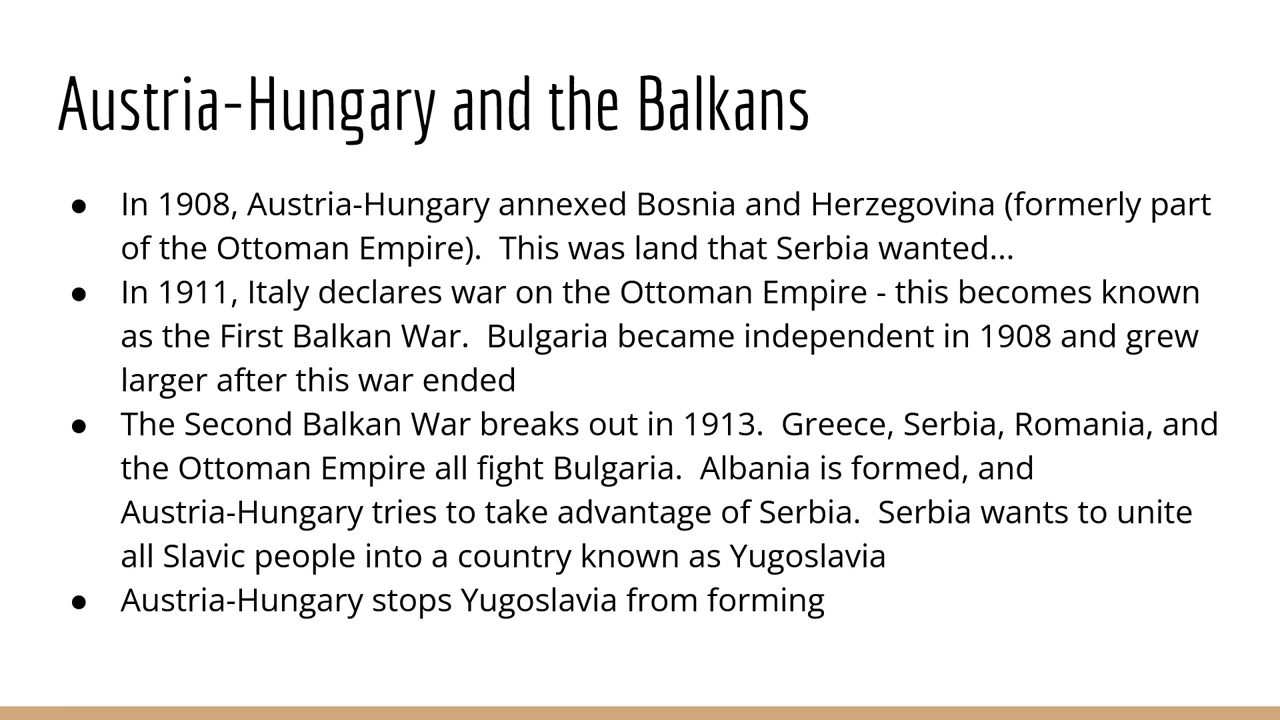 Austria-Hungary and the Balkans
● In 1908, Austria-Hungary annexed Bosnia and Herzegovina (formerly part
of the Ottoman Empire).  This was land that Serbia wanted...
● In 1911, Italy declares war on the Ottoman Empire - this becomes known
as the First Balkan War.  Bulgaria became independent in 1908 and grew
larger after this war ended
● The Second Balkan War breaks out in 1913.  Greece, Serbia, Romania, and
the Ottoman Empire all fight Bulgaria.  Albania is formed, and
Austria-Hungary tries to take advantage of Serbia.  Serbia wants to unite
all Slavic people into a country known as Yugoslavia
● Austria-Hungary stops Yugoslavia from forming